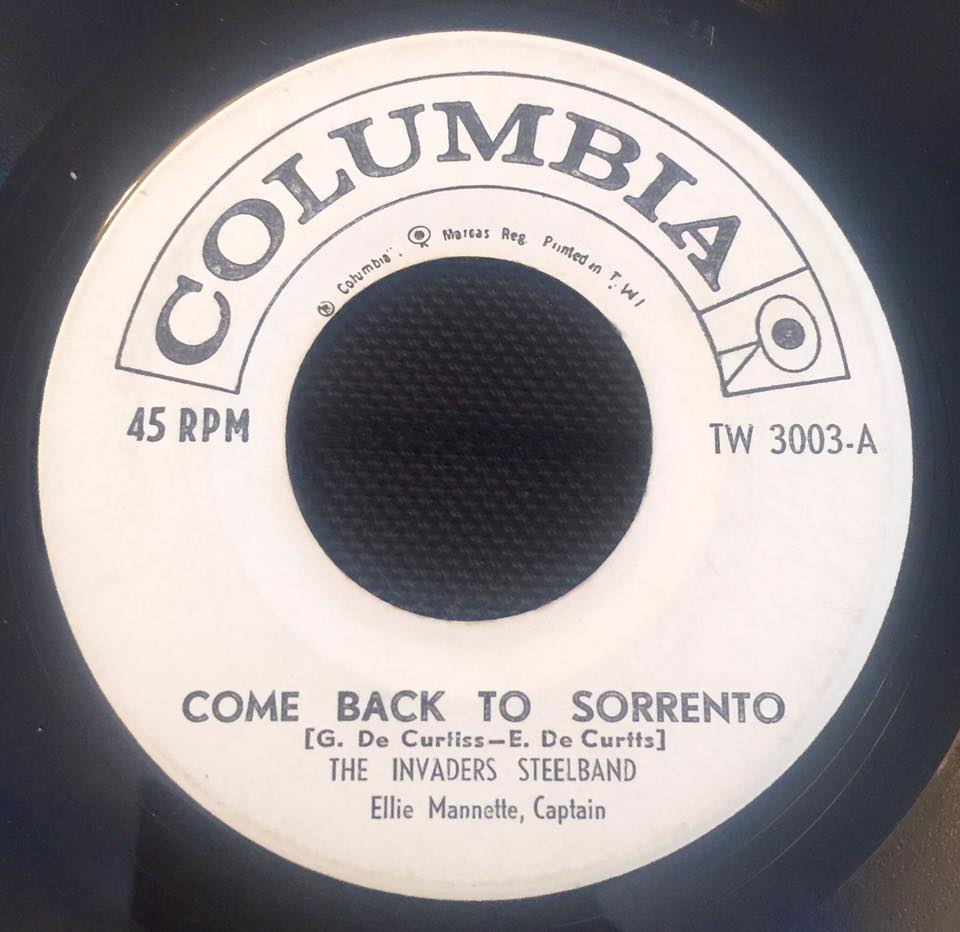 COLUMBIA
® "Columbia", Marcas Reg. Printed in T.W.I
45 RPM
TW 3003-A
COME BACK TO SORRENTO
[G. De Curtiss—E. De Curtts]
THE INVADERS STEELBAND
Ellie Mannette, Captain